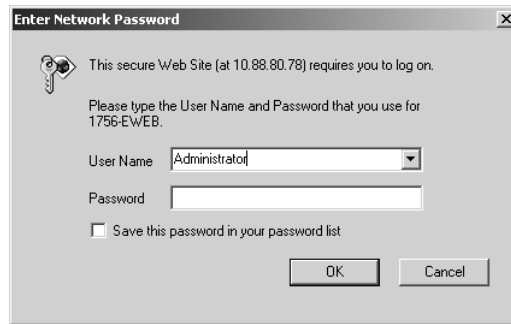 Enter Network Password
This secure Web Site (at 10.88.80.78) requires you to log on.
Please type the User Name and Password that you use for
1756-EWEB.
User Name
Administrator
Password
Save this password in your password list
OK
Cancel